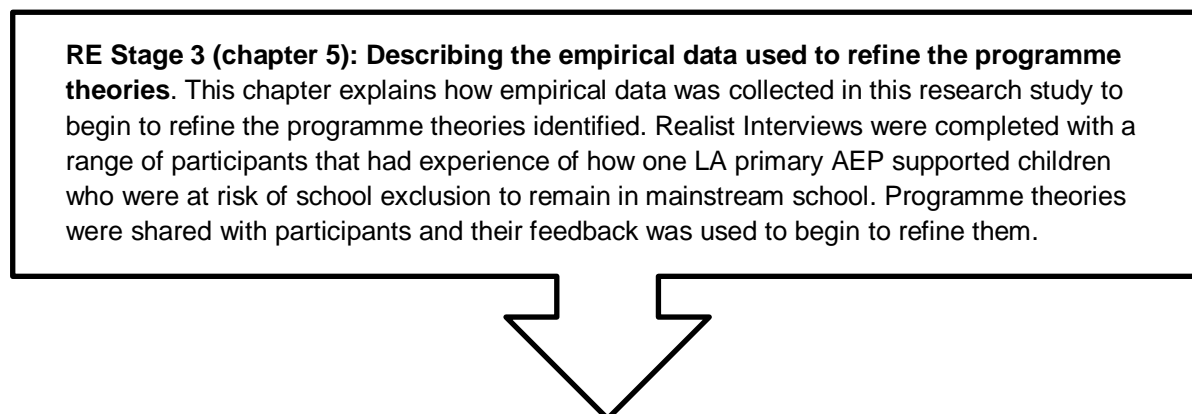 RE Stage 3 (chapter 5): Describing the empirical data used to refine the programme
theories. This chapter explains how empirical data was collected in this research study to
begin to refine the programme theories identified. Realist Interviews were completed with a
range of participants that had experience of how one LA primary AEP supported children
who were at risk of school exclusion to remain in mainstream school. Programme theories
were shared with participants and their feedback was used to begin to refine them.